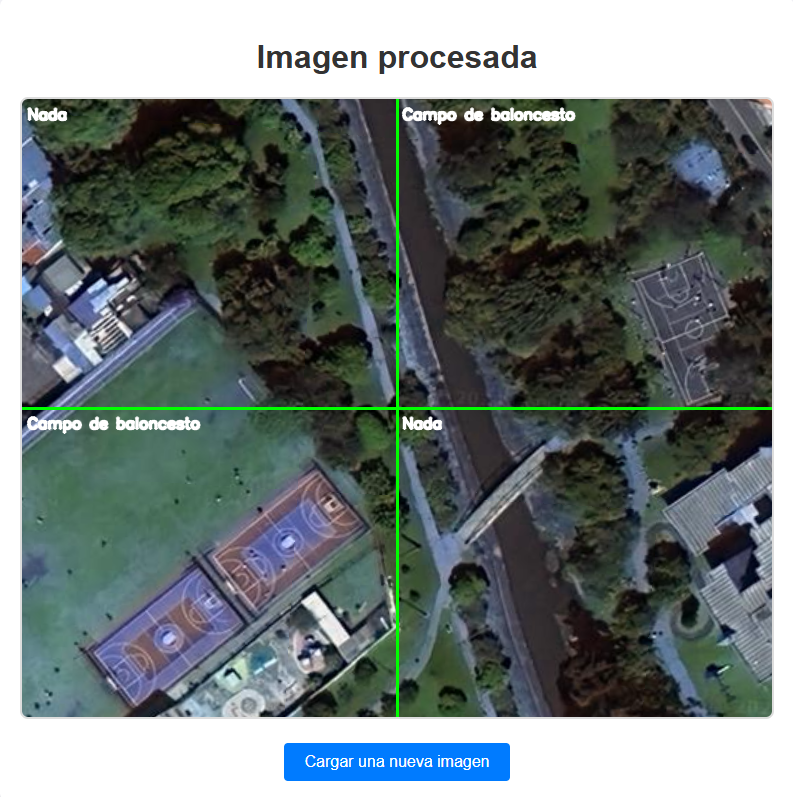 Imagen procesada
Nada
Campo de baloncesto
Campo de baloncesto
Nada
Cargar una nueva imagen